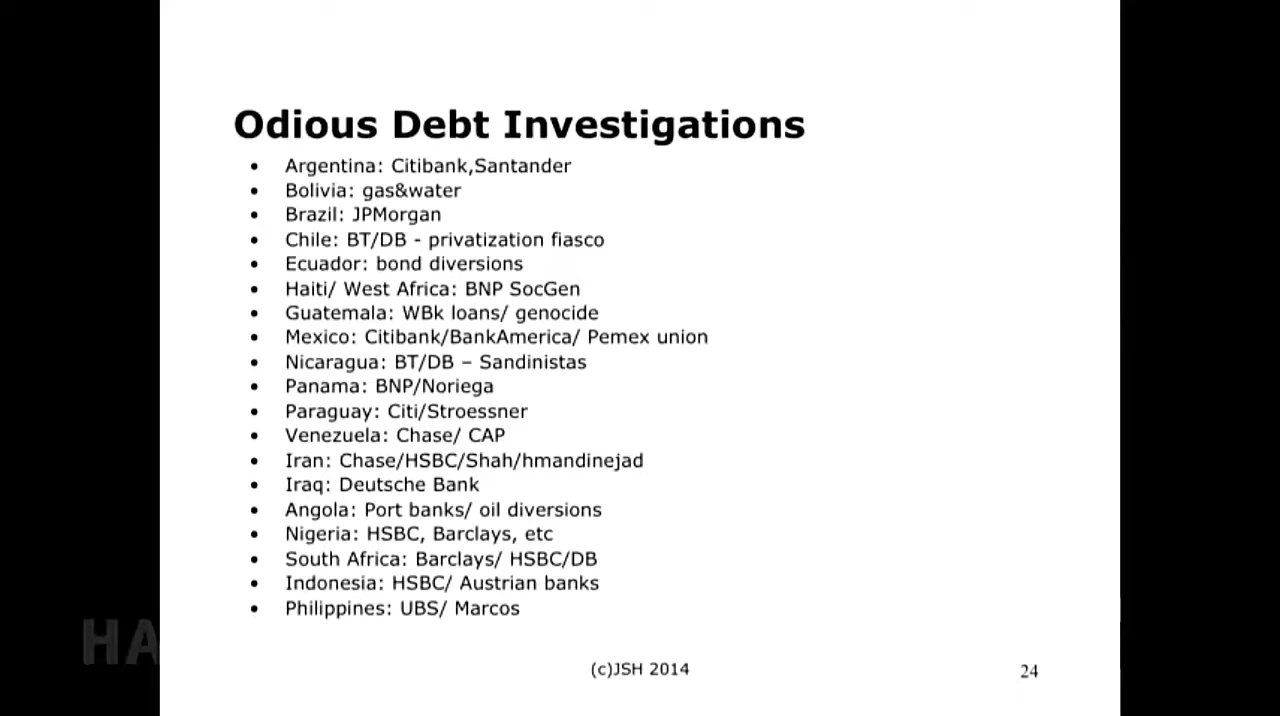 Odious Debt Investigations
• Argentina: Citibank,Santander
• Bolivia: gas&water
• Brazil: JPMorgan
• Chile: BT/DB - privatization fiasco
• Ecuador: bond diversions
• Haiti/ West Africa: BNP SocGen
• Guatemala: WBk loans/ genocide
• Mexico: Citibank/BankAmerica/ Pemex union
• Nicaragua: BT/DB – Sandinistas
• Panama: BNP/Noriega
• Paraguay: Citi/Stroessner
• Venezuela: Chase/ CAP
• Iran: Chase/HSBC/Shah/hmandinejad
• Iraq: Deutsche Bank
• Angola: Port banks/ oil diversions
• Nigeria: HSBC, Barclays, etc
• South Africa: Barclays/ HSBC/DB
• Indonesia: HSBC/ Austrian banks
• Philippines: UBS/ Marcos
HA
(c)JSH 2014
24